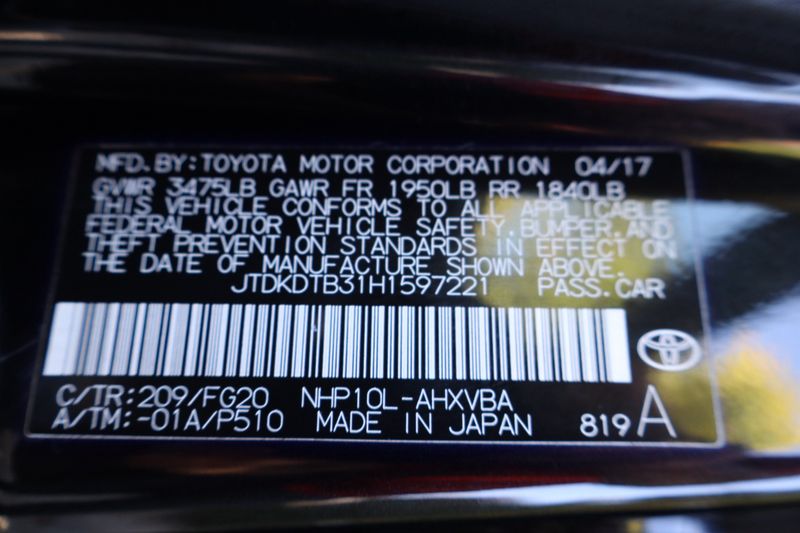 MFD.BY:TOYOTA MOTOR CORPORATION 04/17
GVWR 3475LB GAWR FR 1950LB RR 1840LB
THIS VEHICLE CONFORMS TO ALL APPLICABLE
FEDERAL MOTOR VEHICLE SAFETY,BUMPER,AND
THEFT PREVENTION STANDARDS IN EFFECT ON
THE DATE OF MANUFACTURE SHOWN ABOVE.
JTDKDTB31H1597221 PASS.CAR
C/TR:209/FG20 NHP10L-AHXVBA
A/TM:-01A/P510 MADE IN JAPAN 819A